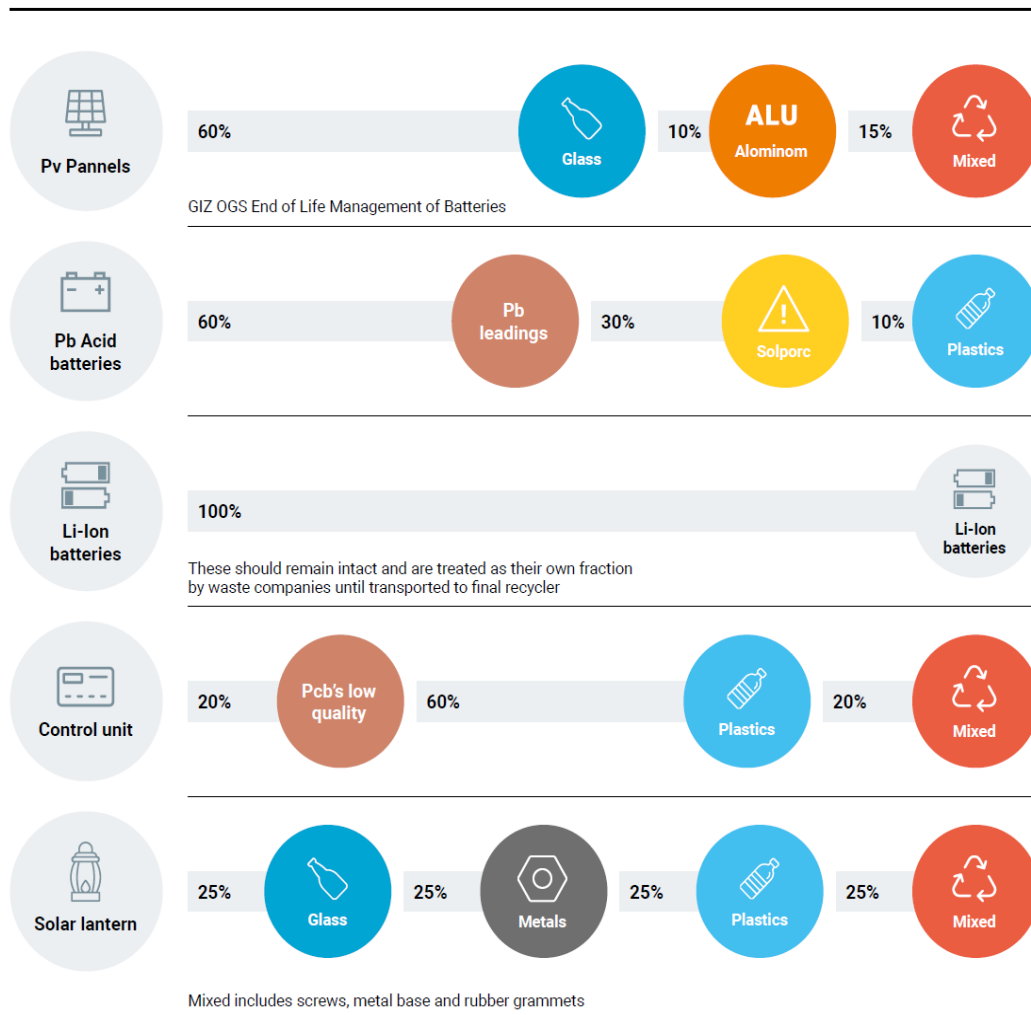 Pv Pannels
60%
Glass
10%
ALU
Alominom
15%
Mixed
GIZ OGS End of Life Management of Batteries
Pb Acid
batteries
60%
Pb
leadings
30%
Solporc
10%
Plastics
Li-Ion
batteries
100%
Li-Ion
batteries
These should remain intact and are treated as their own fraction
by waste companies until transported to final recycler
Control unit
20%
Pcb's low
quality
60%
Plastics
20%
Mixed
Solar lantern
25%
Glass
25%
Metals
25%
Plastics
25%
Mixed
Mixed includes screws, metal base and rubber grammets